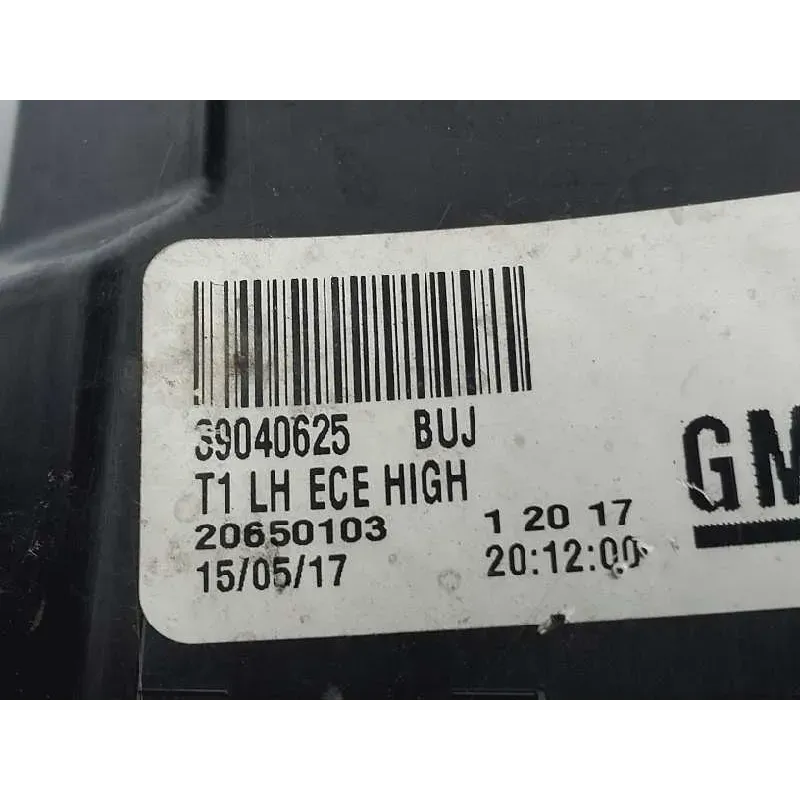 39040625 BUJ
T1 LH ECE HIGH
20650103 1 20 17
15/05/17 20:12:00
GM